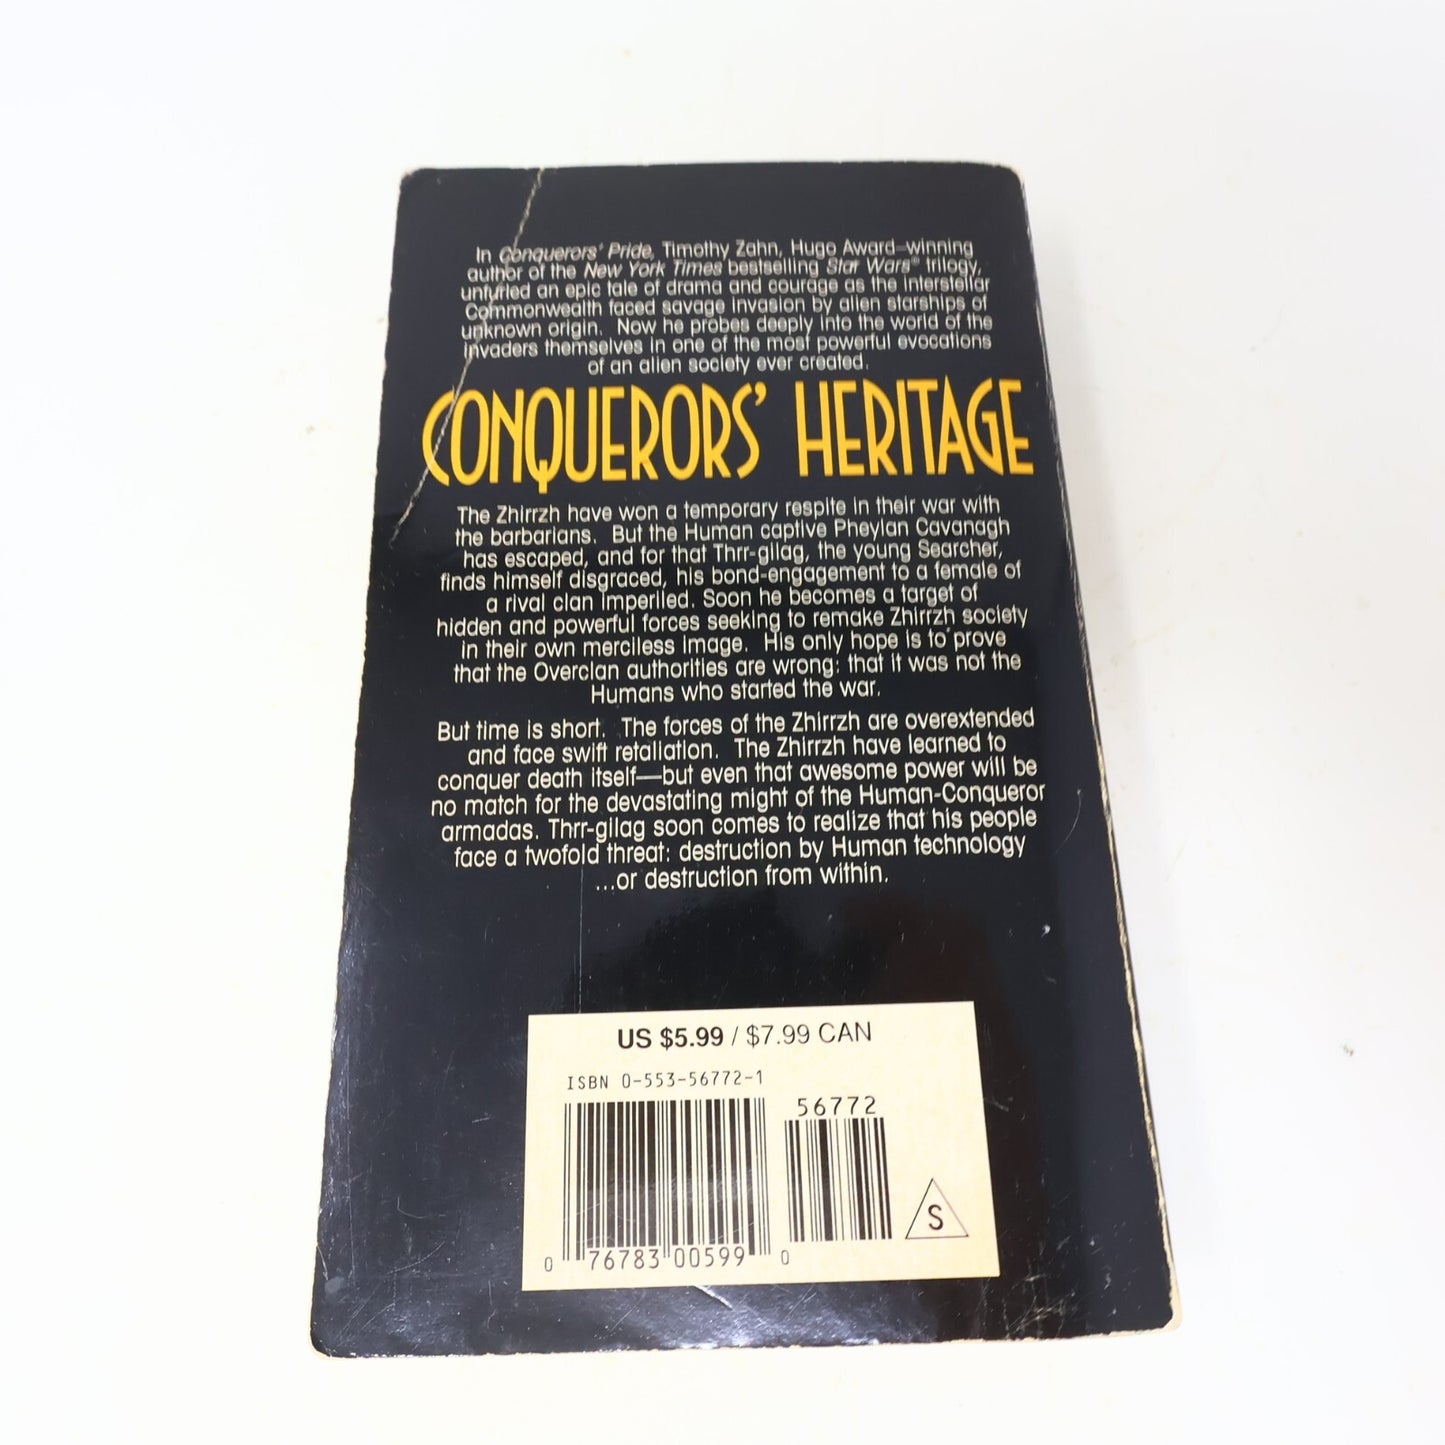 In Conquerors' Pride, Timothy Zahn, Hugo Award–winning
author of the New York Times bestselling Star Wars® trilogy,
unfurled an epic tale of drama and courage as the interstellar
Commonwealth faced savage invasion by alien starships of
unknown origin. Now he probes deeply into the world of the
invaders themselves in one of the most powerful evocations
of an alien society ever created.
CONQUERORS' HERITAGE
The Zhirrzh have won a temporary respite in their war with
the barbarians. But the Human captive Pheylan Cavanagh
has escaped, and for that Thrr-gilag, the young Searcher,
finds himself disgraced, his bond-engagement to a female of
a rival clan imperiled. Soon he becomes a target of
hidden and powerful forces seeking to remake Zhirrzh society
in their own merciless image. His only hope is to prove
that the Overclan authorities are wrong: that it was not the
Humans who started the war.
But time is short. The forces of the Zhirrzh are overextended
and face swift retaliation. The Zhirrzh have learned to
conquer death itself—but even that awesome power will be
no match for the devastating might of the Human-Conqueror
armadas. Thrr-gilag soon comes to realize that his people
face a twofold threat: destruction by Human technology
...or destruction from within.
US $5.99 / $7.99 CAN
ISBN 0-553-56772-1
56772
S
0 76783 00599 0